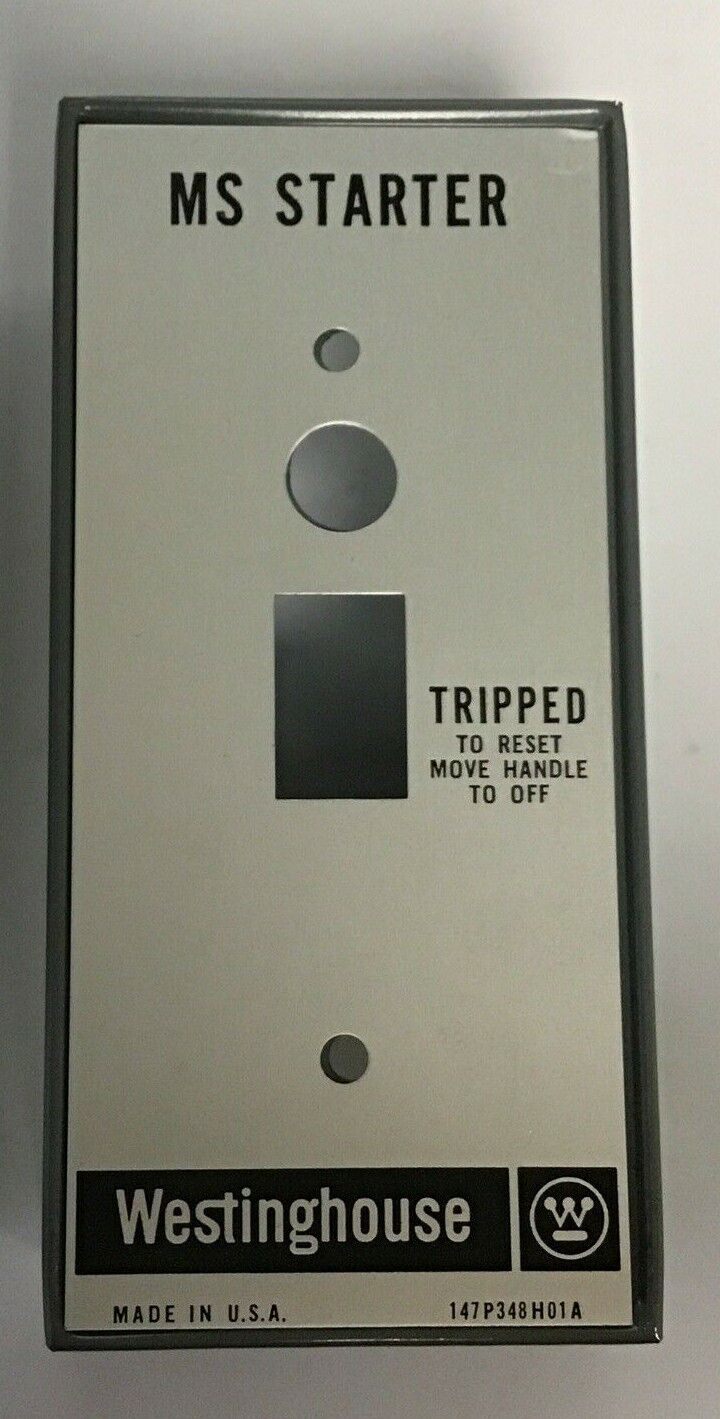 MS STARTER
TRIPPED
TO RESET
MOVE HANDLE
TO OFF
Westinghouse
W
MADE IN U.S.A.
147P348H01A